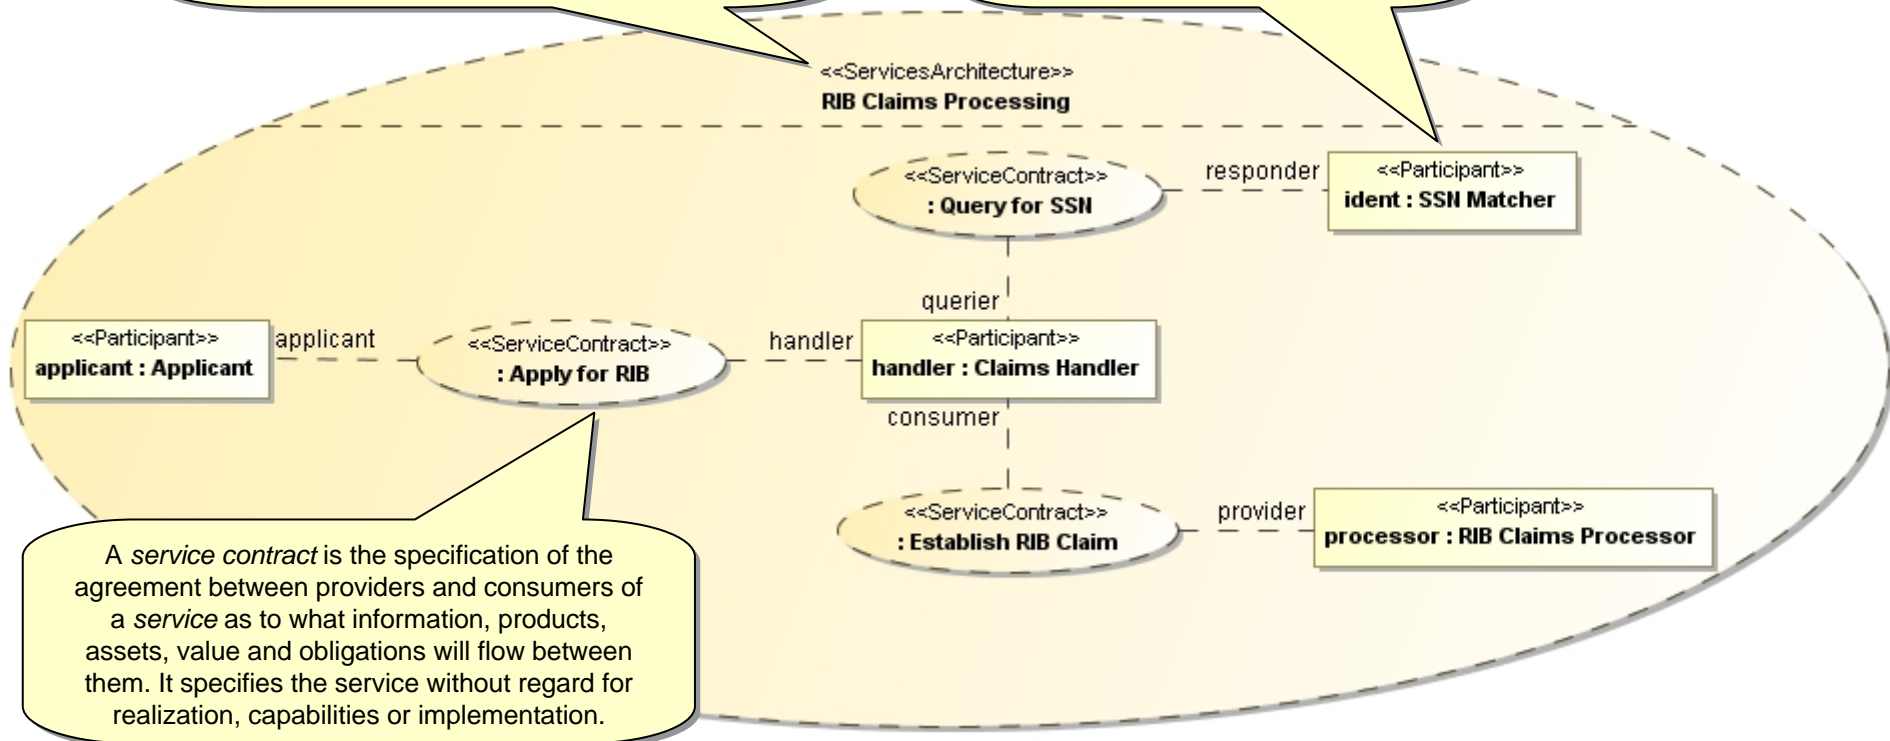 <<ServicesArchitecture>>
RIB Claims Processing
<<ServiceContract>>
: Query for SSN
responder
<<Participant>>
ident : SSN Matcher
querier
<<Participant>>
applicant : Applicant
applicant
<<ServiceContract>>
: Apply for RIB
handler
<<Participant>>
handler : Claims Handler
consumer
<<ServiceContract>>
: Establish RIB Claim
provider
<<Participant>>
processor : RIB Claims Processor
A service contract is the specification of the
agreement between providers and consumers of
a service as to what information, products,
assets, value and obligations will flow between
them. It specifies the service without regard for
realization, capabilities or implementation.